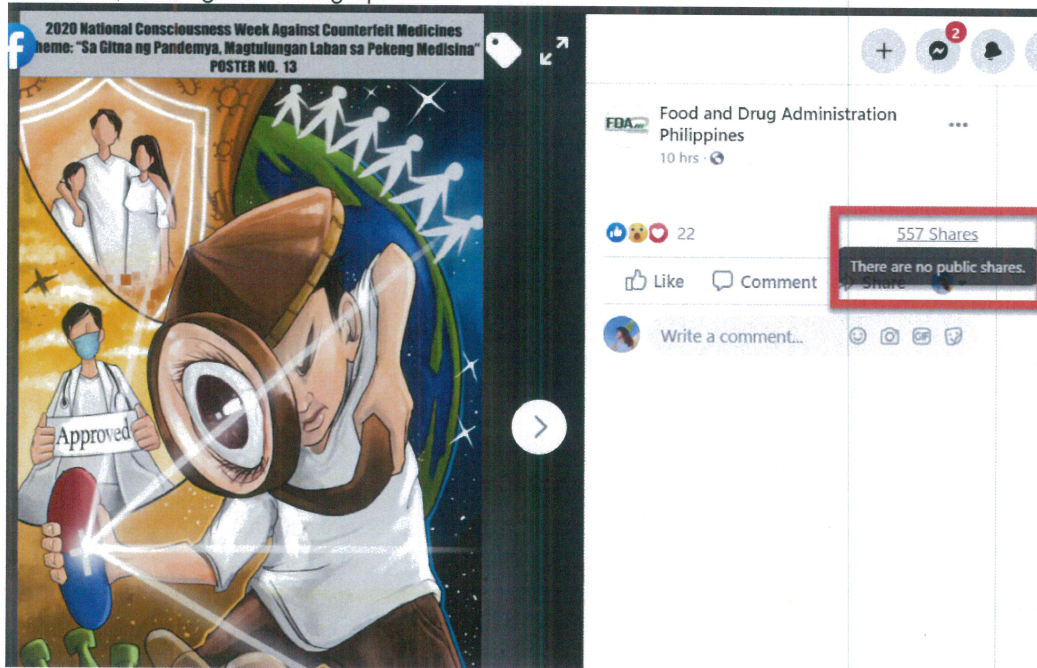 2020 National Consciousness Week Against Counterfeit Medicines
heme: "Sa Gitna ng Pandemya, Magtulungan Laban sa Pekeng Medisina"
POSTER NO. 13
Approved
2
FDA
Food and Drug Administration
Philippines
10 hrs ·
22
557 Shares
There are no public shares.
Like
Comment
Share
Write a comment...
GIF